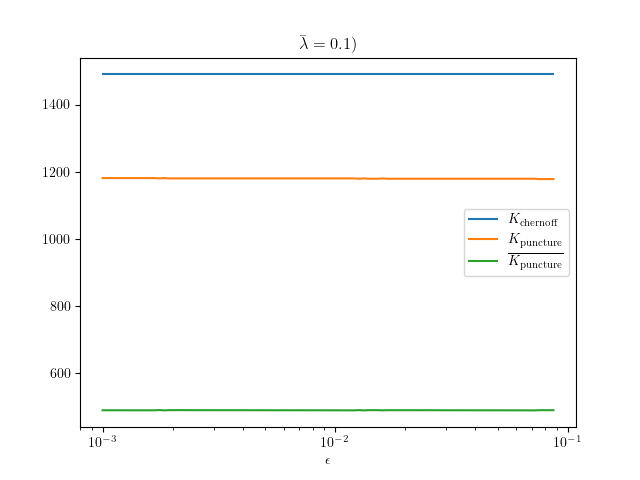 λ̄ = 0.1)
1400
1200
1000
800
600
K_chernoff
K_puncture
K̅_puncture
10⁻³
10⁻²
10⁻¹
ϵ